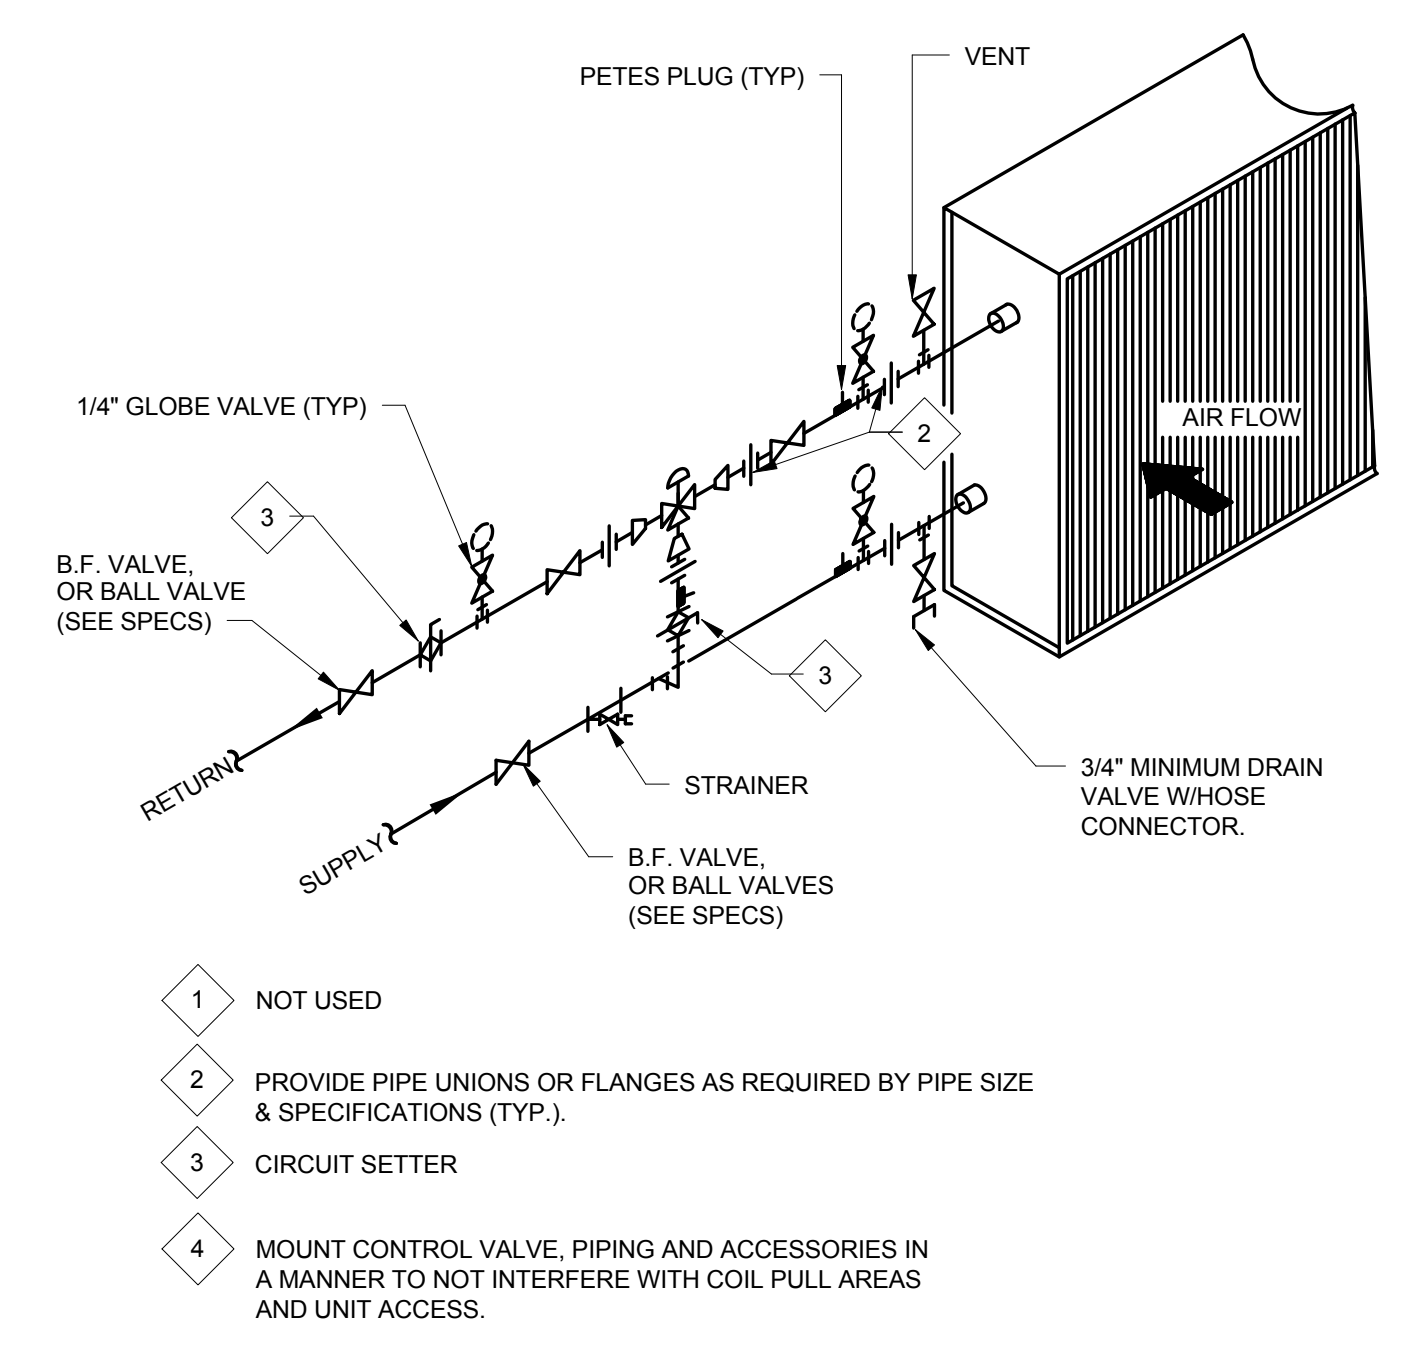 VENT
PETES PLUG (TYP)
1/4" GLOBE VALVE (TYP)
AIR FLOW
2
3
B.F. VALVE,
OR BALL VALVE
(SEE SPECS)
3
RETURN
STRAINER
3/4" MINIMUM DRAIN
VALVE W/HOSE
CONNECTOR.
SUPPLY
B.F. VALVE,
OR BALL VALVES
(SEE SPECS)
1 NOT USED
2 PROVIDE PIPE UNIONS OR FLANGES AS REQUIRED BY PIPE SIZE
& SPECIFICATIONS (TYP.).
3 CIRCUIT SETTER
4 MOUNT CONTROL VALVE, PIPING AND ACCESSORIES IN
A MANNER TO NOT INTERFERE WITH COIL PULL AREAS
AND UNIT ACCESS.